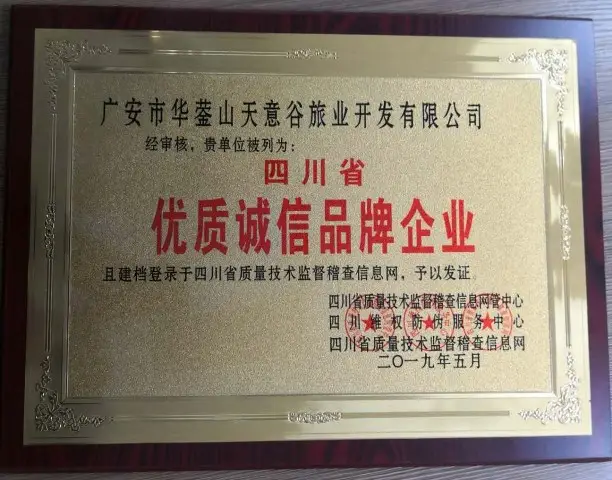 广安市华蓥山天意谷旅业开发有限公司
经审核，贵单位被列为：
四川省
优质诚信品牌企业
且建档登录于四川省质量技术监督稽查信息网，予以发证。
四川省质量技术监督稽查信息网管中心
四川维权防伪服务中心
四川省质量技术监督稽查信息网
二〇一九年五月